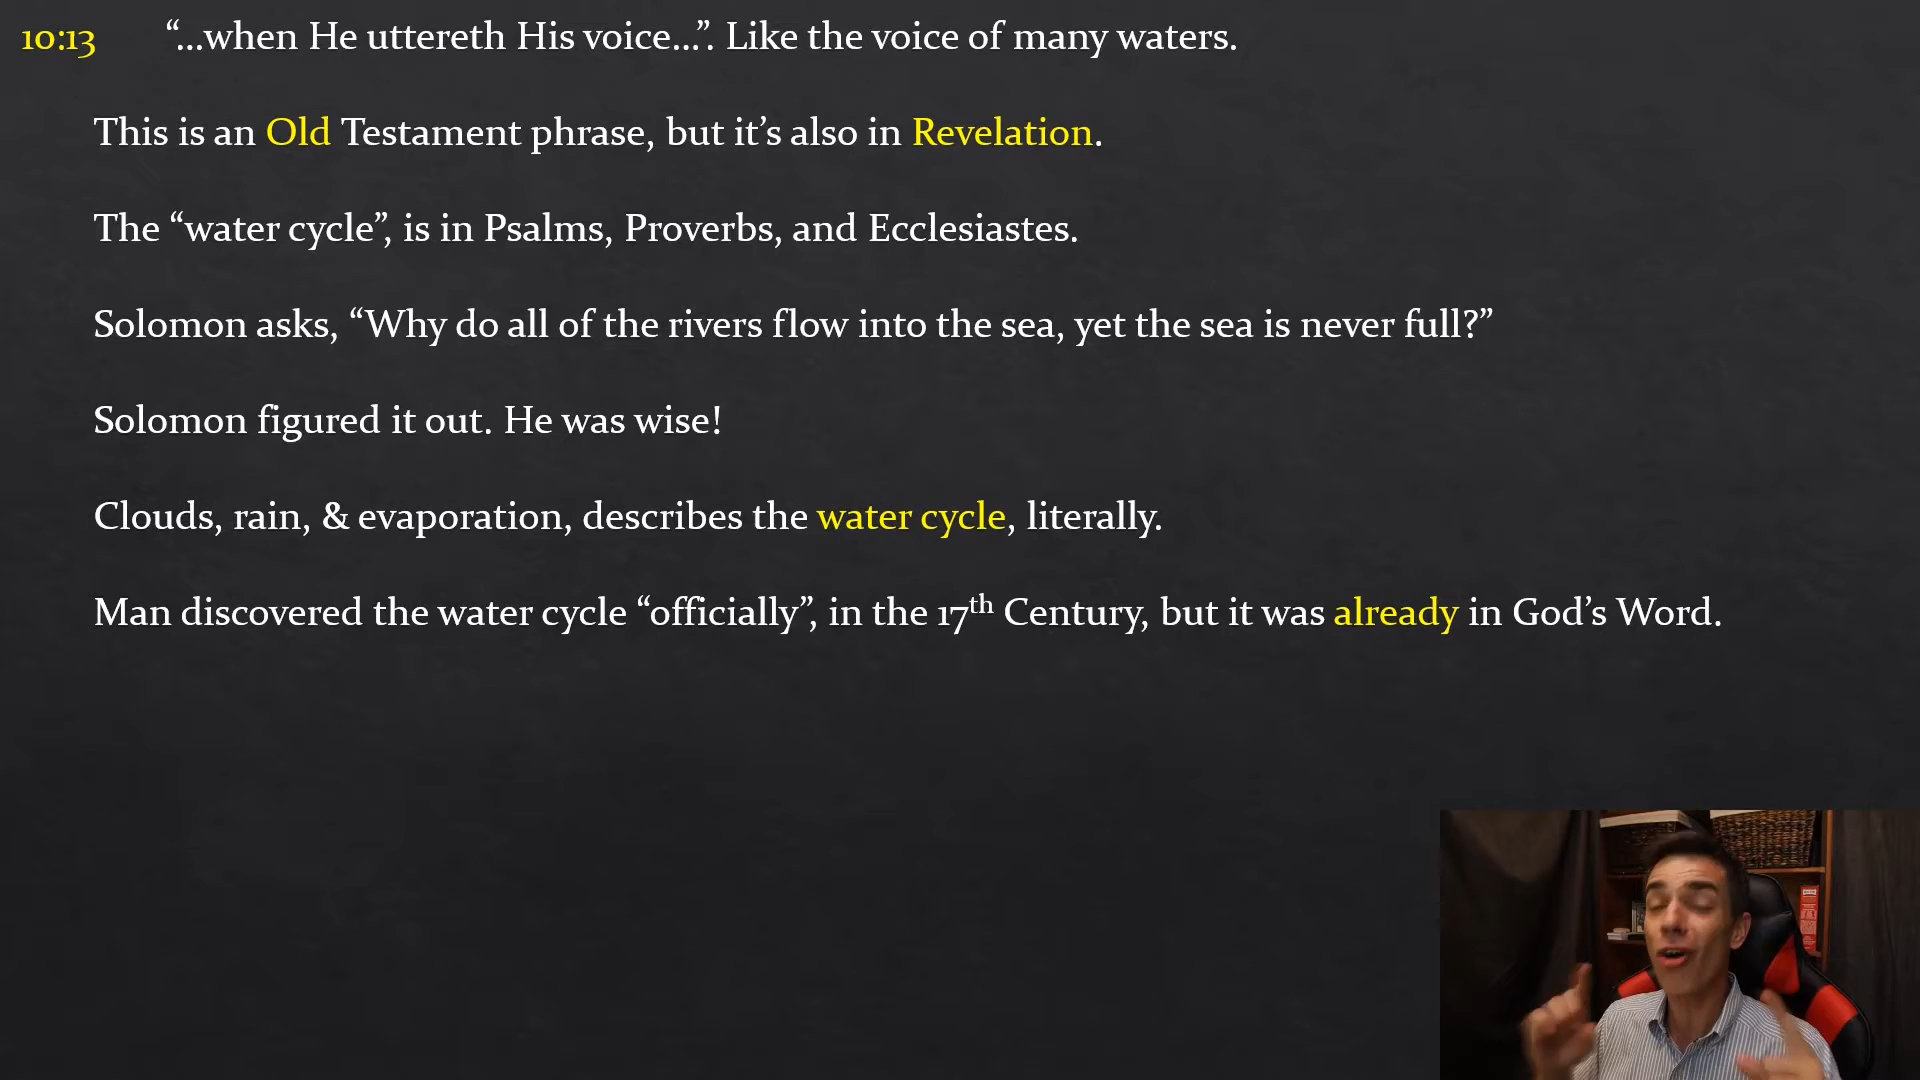 10:13 “...when He uttereth His voice...”. Like the voice of many waters.
This is an Old Testament phrase, but it’s also in Revelation.
The “water cycle”, is in Psalms, Proverbs, and Ecclesiastes.
Solomon asks, “Why do all of the rivers flow into the sea, yet the sea is never full?”
Solomon figured it out. He was wise!
Clouds, rain, & evaporation, describes the water cycle, literally.
Man discovered the water cycle “officially”, in the 17th Century, but it was already in God’s Word.